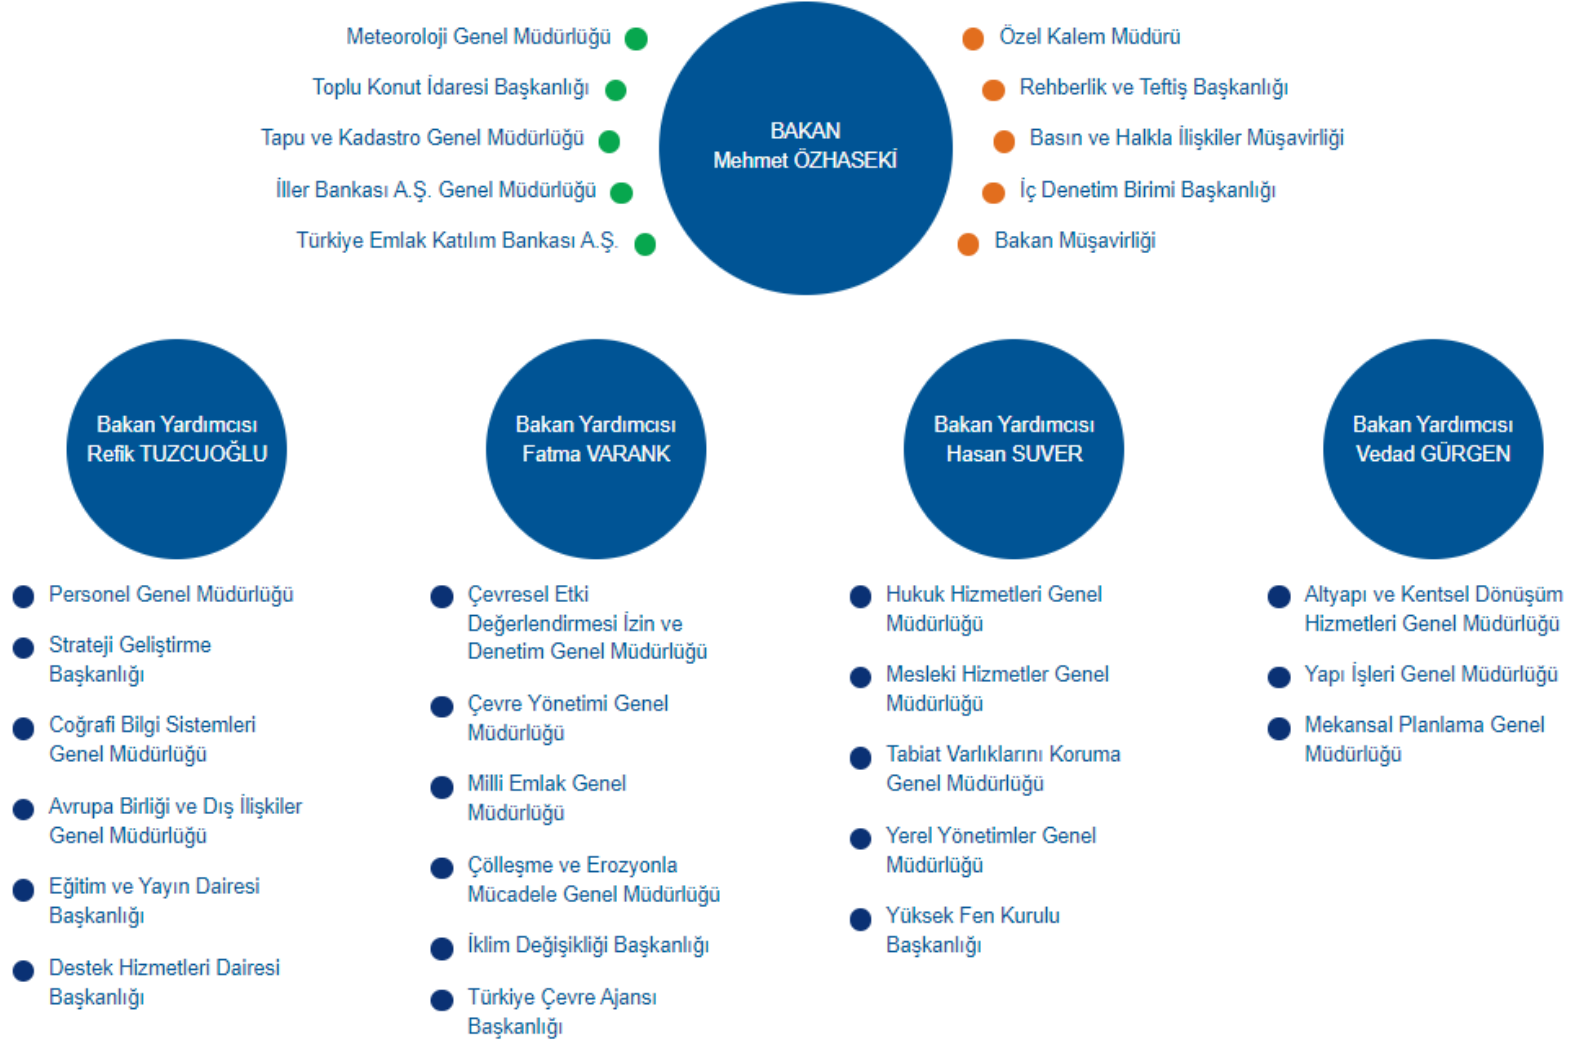 Meteoroloji Genel Müdürlüğü
Toplu Konut İdaresi Başkanlığı
Tapu ve Kadastro Genel Müdürlüğü
İller Bankası A.Ş. Genel Müdürlüğü
Türkiye Emlak Katılım Bankası A.Ş.
BAKAN
Mehmet ÖZHASEKİ
Özel Kalem Müdürü
Rehberlik ve Teftiş Başkanlığı
Basın ve Halkla İlişkiler Müşavirliği
İç Denetim Birimi Başkanlığı
Bakan Müşavirliği
Bakan Yardımcısı
Refik TUZCUOĞLU
Personel Genel Müdürlüğü
Strateji Geliştirme
Başkanlığı
Coğrafi Bilgi Sistemleri
Genel Müdürlüğü
Avrupa Birliği ve Dış İlişkiler
Genel Müdürlüğü
Eğitim ve Yayın Dairesi
Başkanlığı
Destek Hizmetleri Dairesi
Başkanlığı
Bakan Yardımcısı
Fatma VARANK
Çevresel Etki
Değerlendirmesi İzin ve
Denetim Genel Müdürlüğü
Çevre Yönetimi Genel
Müdürlüğü
Milli Emlak Genel
Müdürlüğü
Çölleşme ve Erozyonla
Mücadele Genel Müdürlüğü
İklim Değişikliği Başkanlığı
Türkiye Çevre Ajansı
Başkanlığı
Bakan Yardımcısı
Hasan SUVER
Hukuk Hizmetleri Genel
Müdürlüğü
Mesleki Hizmetler Genel
Müdürlüğü
Tabiat Varlıklarını Koruma
Genel Müdürlüğü
Yerel Yönetimler Genel
Müdürlüğü
Yüksek Fen Kurulu
Başkanlığı
Bakan Yardımcısı
Vedad GÜRGEN
Altyapı ve Kentsel Dönüşüm
Hizmetleri Genel Müdürlüğü
Yapı İşleri Genel Müdürlüğü
Mekansal Planlama Genel
Müdürlüğü